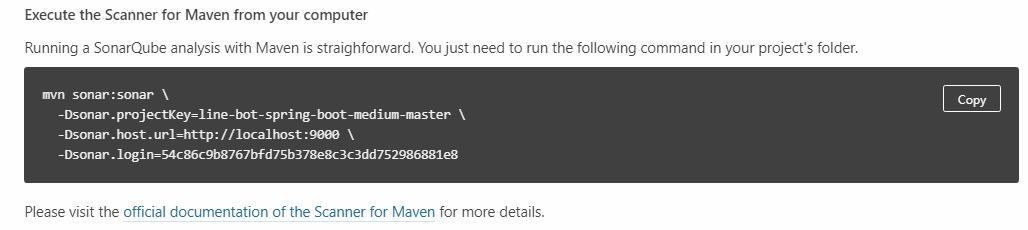 Execute the Scanner for Maven from your computer
Running a SonarQube analysis with Maven is straighforward. You just need to run the following command in your project's folder.
mvn sonar:sonar \
-Dsonar.projectKey=line-bot-spring-boot-medium-master \
-Dsonar.host.url=http://localhost:9000 \
-Dsonar.login=54c86c9b8767bfd75b378e8c3c3dd752986881e8
Copy
Please visit the official documentation of the Scanner for Maven for more details.